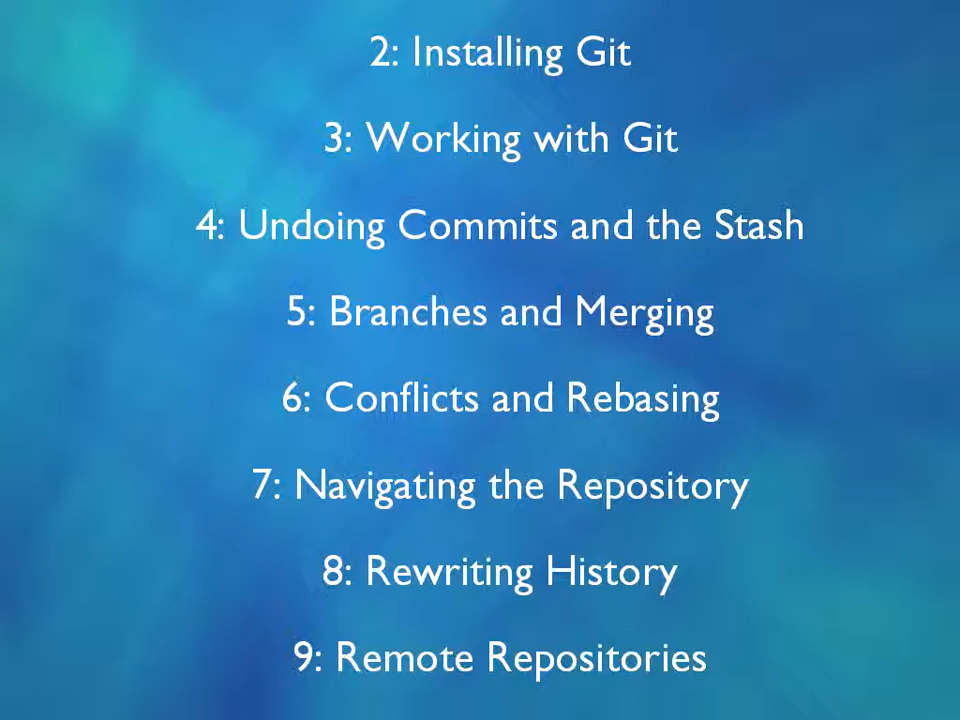 2: Installing Git
3: Working with Git
4: Undoing Commits and the Stash
5: Branches and Merging
6: Conflicts and Rebasing
7: Navigating the Repository
8: Rewriting History
9: Remote Repositories